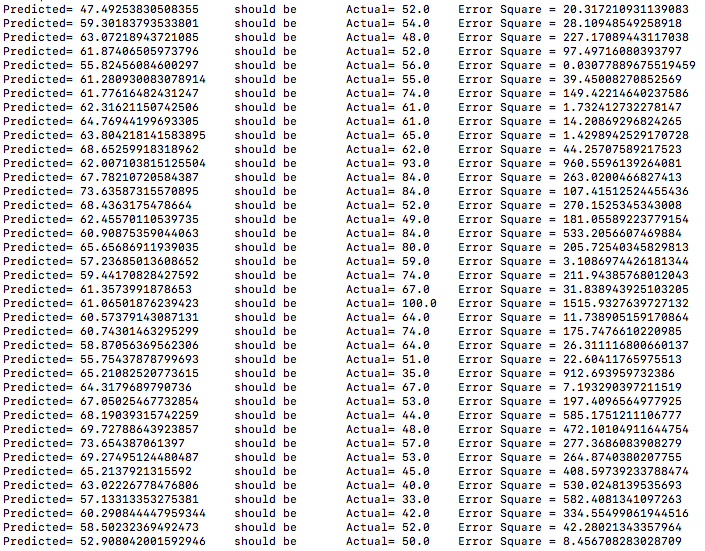 Predicted= 47.49253830508355 should be Actual= 52.0 Error Square = 20.317210931139083
Predicted= 59.30183793533801 should be Actual= 54.0 Error Square = 28.10948549258918
Predicted= 63.07218943721085 should be Actual= 48.0 Error Square = 227.17089443117038
Predicted= 61.87406505973796 should be Actual= 52.0 Error Square = 97.49716080393797
Predicted= 55.82456084600297 should be Actual= 56.0 Error Square = 0.03077889675519459
Predicted= 61.280930083078914 should be Actual= 55.0 Error Square = 39.45008270852569
Predicted= 61.77616482431247 should be Actual= 74.0 Error Square = 149.42214640237586
Predicted= 62.31621150742506 should be Actual= 61.0 Error Square = 1.732412732278147
Predicted= 64.76944199693305 should be Actual= 61.0 Error Square = 14.20869296824265
Predicted= 63.804218141583895 should be Actual= 65.0 Error Square = 1.4298942529170728
Predicted= 68.65259918318962 should be Actual= 62.0 Error Square = 44.25707589217523
Predicted= 62.007103815125504 should be Actual= 93.0 Error Square = 960.5596139264081
Predicted= 67.78210720584387 should be Actual= 84.0 Error Square = 263.0200466827413
Predicted= 73.63587315570895 should be Actual= 84.0 Error Square = 107.41512524455436
Predicted= 68.4363175478664 should be Actual= 52.0 Error Square = 270.1525345343008
Predicted= 62.45570110539735 should be Actual= 49.0 Error Square = 181.05589223779154
Predicted= 60.90875359044063 should be Actual= 84.0 Error Square = 533.2056607469884
Predicted= 65.65686911939035 should be Actual= 80.0 Error Square = 205.72540345829813
Predicted= 57.23685013608652 should be Actual= 59.0 Error Square = 3.1086974426181344
Predicted= 59.44170828427592 should be Actual= 74.0 Error Square = 211.94385768012043
Predicted= 61.3573991878653 should be Actual= 67.0 Error Square = 31.838943925103205
Predicted= 61.06501876239423 should be Actual= 100.0 Error Square = 1515.9327639727132
Predicted= 60.57379143087131 should be Actual= 64.0 Error Square = 11.738905159170864
Predicted= 60.74301463295299 should be Actual= 74.0 Error Square = 175.7476610220985
Predicted= 58.87056369562306 should be Actual= 64.0 Error Square = 26.311116800660137
Predicted= 55.75437878799693 should be Actual= 51.0 Error Square = 22.60411765975513
Predicted= 65.21082520773615 should be Actual= 35.0 Error Square = 912.693959732386
Predicted= 64.3179689790736 should be Actual= 67.0 Error Square = 7.193290397211519
Predicted= 67.05025467732854 should be Actual= 53.0 Error Square = 197.4096564977925
Predicted= 68.19039315742259 should be Actual= 44.0 Error Square = 585.1751211106777
Predicted= 69.72788643923857 should be Actual= 48.0 Error Square = 472.10104911644754
Predicted= 73.654387061397 should be Actual= 57.0 Error Square = 277.3686083908279
Predicted= 69.27495124480487 should be Actual= 53.0 Error Square = 264.8740380207755
Predicted= 65.2137921315592 should be Actual= 45.0 Error Square = 408.59739233788474
Predicted= 63.02226778476806 should be Actual= 40.0 Error Square = 530.0248139535693
Predicted= 57.13313353275381 should be Actual= 33.0 Error Square = 582.4081341097263
Predicted= 60.290844447959344 should be Actual= 42.0 Error Square = 334.55499061944516
Predicted= 58.50232369492473 should be Actual= 52.0 Error Square = 42.28021343357964
Predicted= 52.908042001592946 should be Actual= 50.0 Error Square = 8.456708283028709